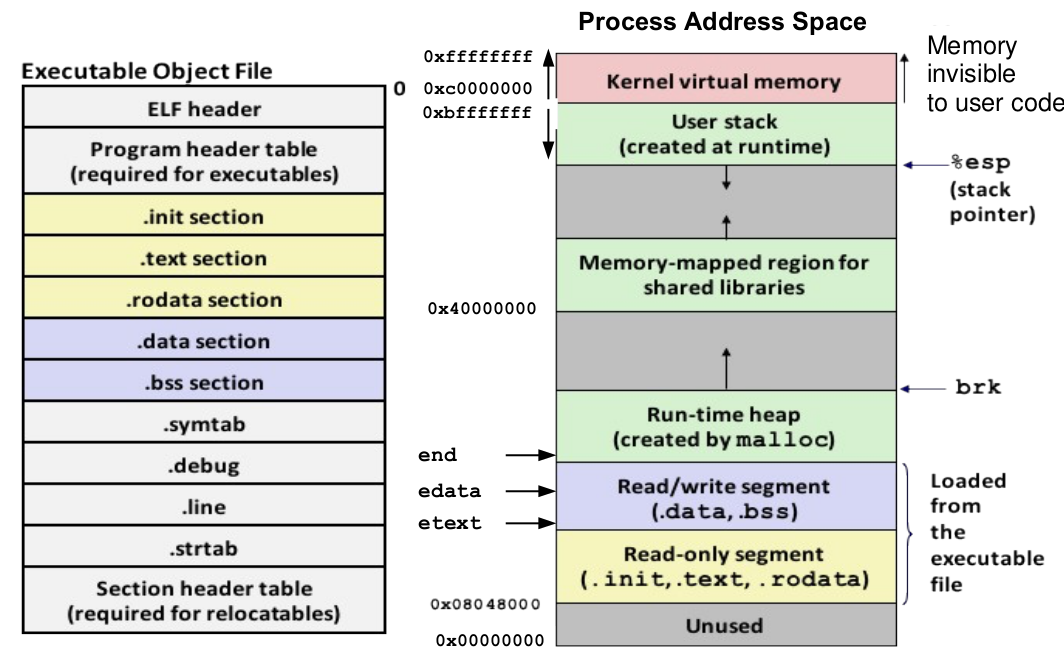 Process Address Space
Executable Object File
0
ELF header
Program header table
(required for executables)
.init section
.text section
.rodata section
.data section
.bss section
.symtab
.debug
.line
.strtab
Section header table
(required for relocatables)
0xffffffff
0xc0000000
0xbfffffff
0x40000000
end
edata
etext
0x08048000
0x00000000
Kernel virtual memory
User stack
(created at runtime)
Memory-mapped region for
shared libraries
Run-time heap
(created by malloc)
Read/write segment
(.data, .bss)
Read-only segment
(.init, .text, .rodata)
Unused
Memory
invisible
to user code
%esp
(stack
pointer)
brk
Loaded
from
the
executable
file